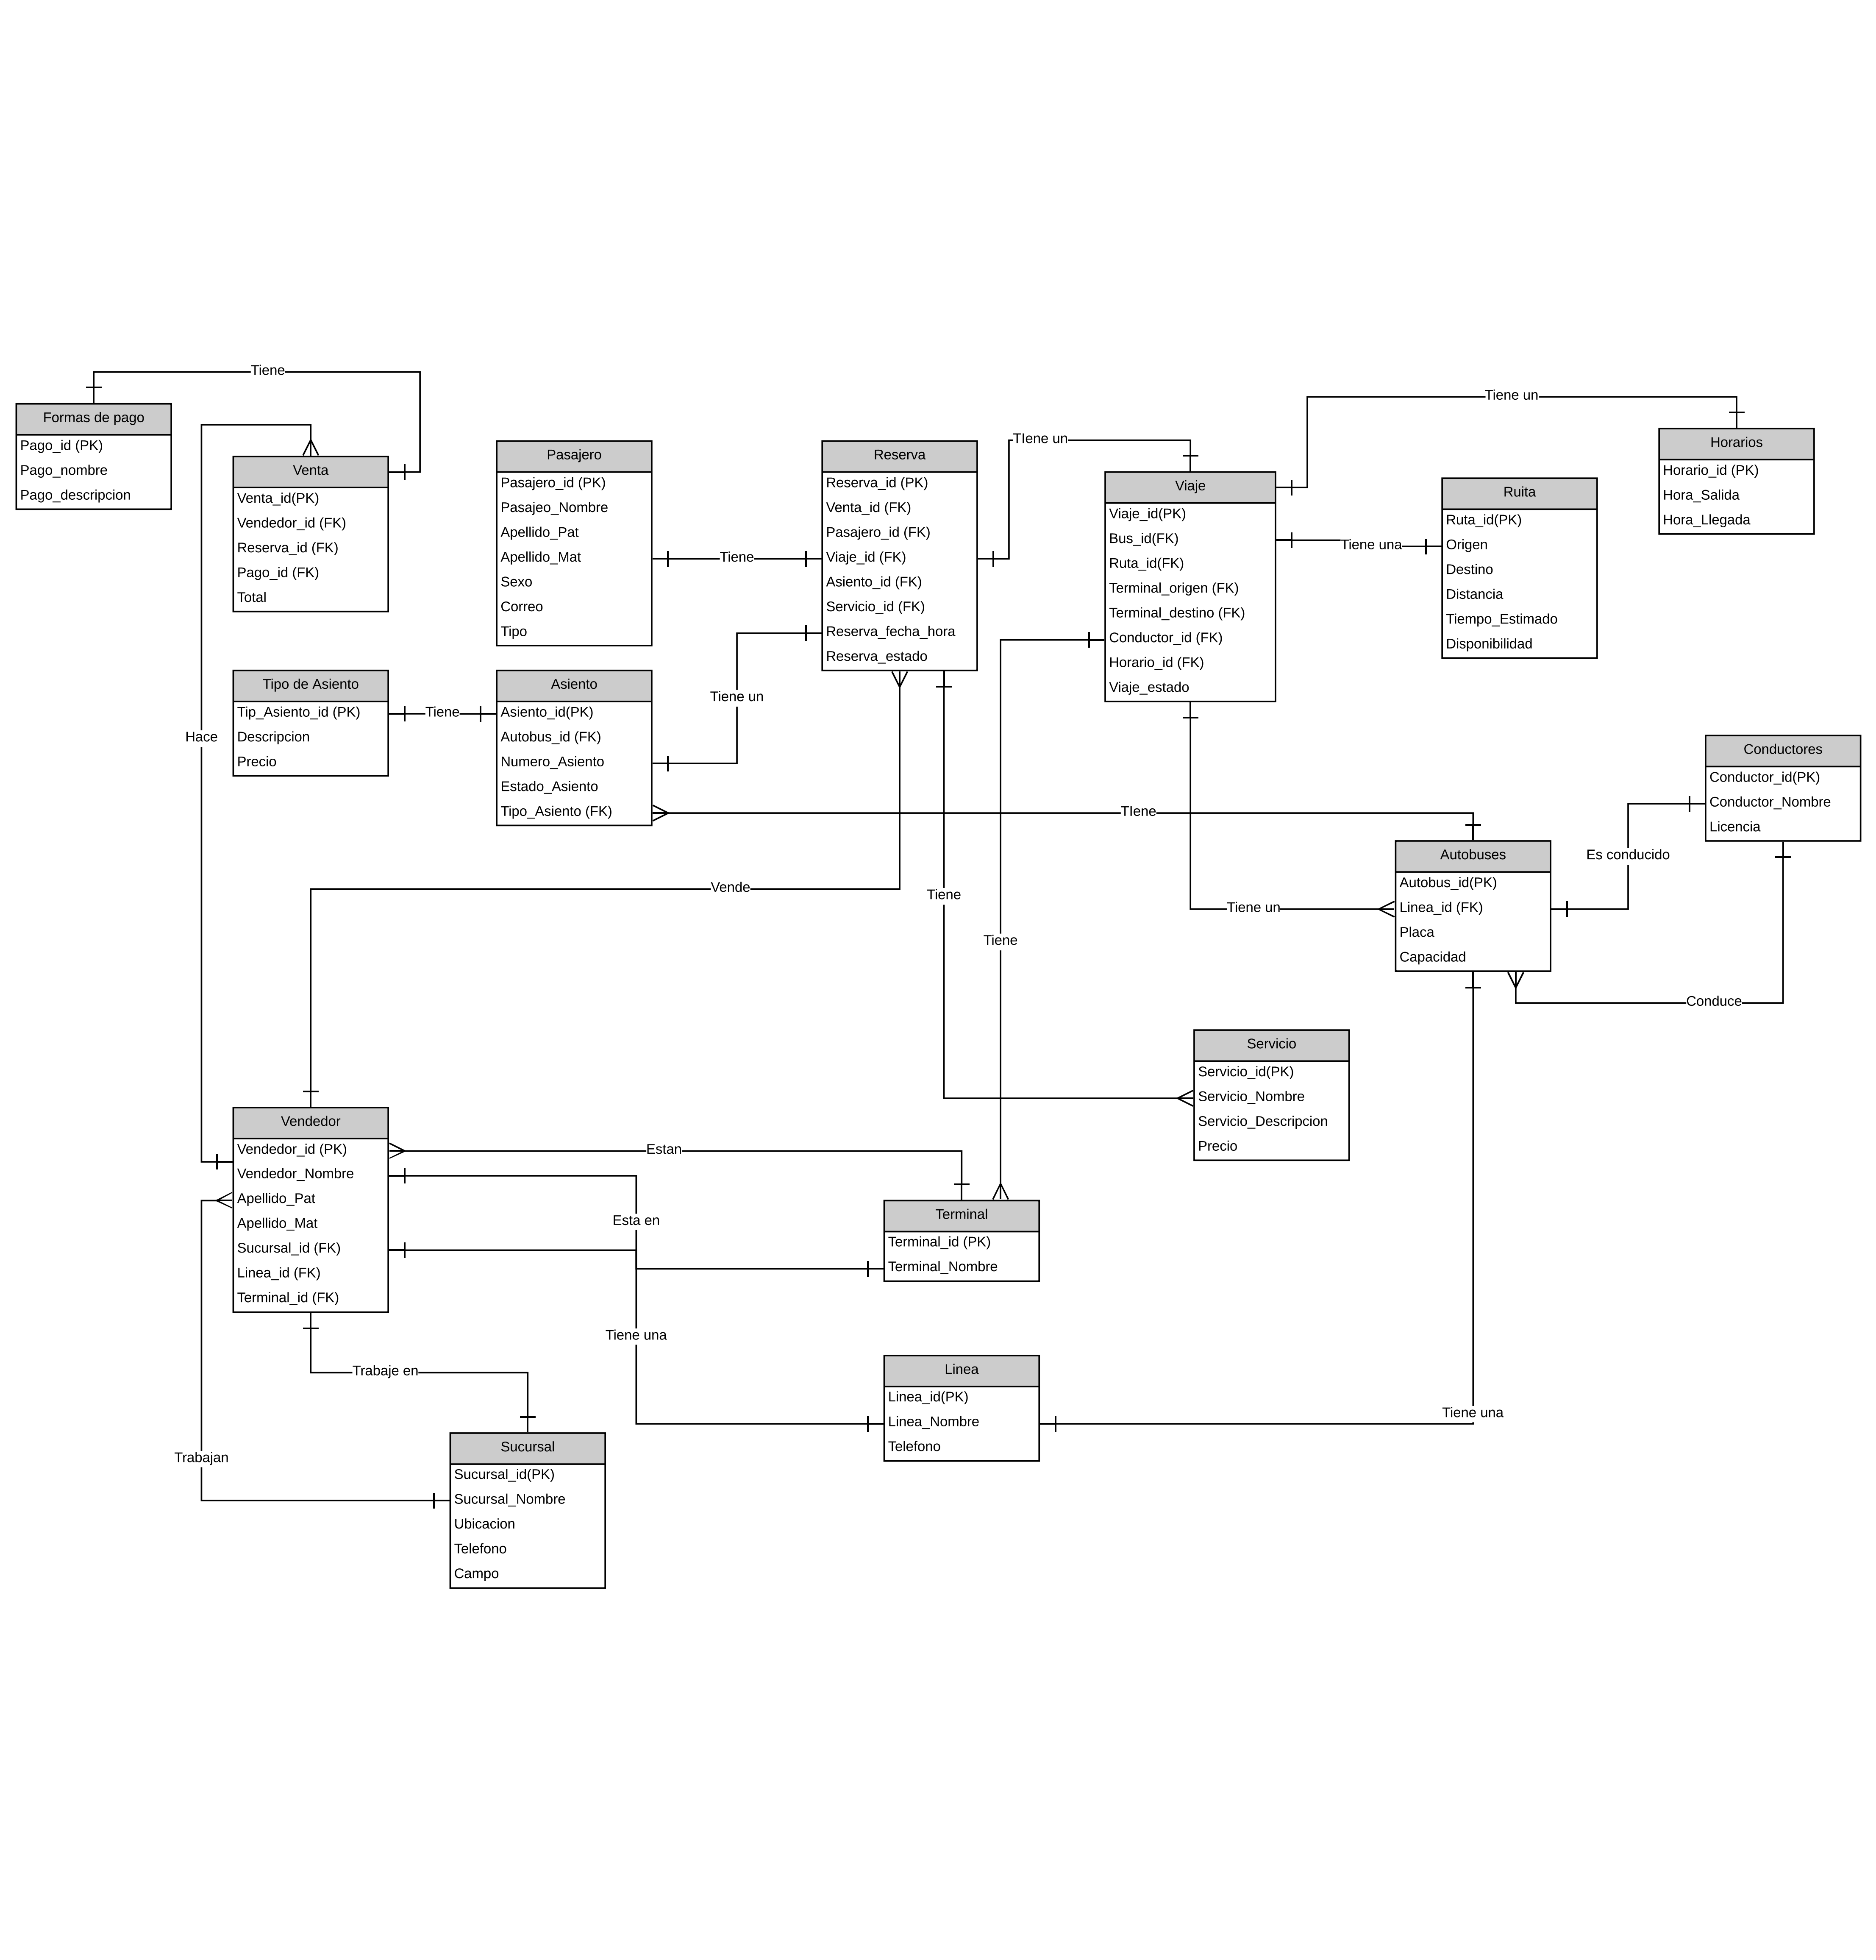 Tiene
Formas de pago
Pago_id (PK)
Pago_nombre
Pago_descripcion
Venta
Venta_id(PK)
Vendedor_id (FK)
Reserva_id (FK)
Pago_id (FK)
Total
Pasajero
Pasajero_id (PK)
Pasajeo_Nombre
Apellido_Pat
Apellido_Mat
Sexo
Correo
Tipo
Tiene
Reserva
Reserva_id (PK)
Venta_id (FK)
Pasajero_id (FK)
Viaje_id (FK)
Asiento_id (FK)
Servicio_id (FK)
Reserva_fecha_hora
Reserva_estado
TIene un
Viaje
Viaje_id(PK)
Bus_id(FK)
Ruta_id(FK)
Terminal_origen (FK)
Terminal_destino (FK)
Conductor_id (FK)
Horario_id (FK)
Viaje_estado
Tiene un
Horarios
Horario_id (PK)
Hora_Salida
Hora_Llegada
Tiene una
Ruita
Ruta_id(PK)
Origen
Destino
Distancia
Tiempo_Estimado
Disponibilidad
Hace
Tipo de Asiento
Tip_Asiento_id (PK)
Descripcion
Precio
Tiene
Asiento
Asiento_id(PK)
Autobus_id (FK)
Numero_Asiento
Estado_Asiento
Tipo_Asiento (FK)
Tiene un
TIene
Conductores
Conductor_id(PK)
Conductor_Nombre
Licencia
Es conducido
Autobuses
Autobus_id(PK)
Linea_id (FK)
Placa
Capacidad
Vende
Tiene
Tiene un
Tiene
Conduce
Servicio
Servicio_id(PK)
Servicio_Nombre
Servicio_Descripcion
Precio
Vendedor
Vendedor_id (PK)
Vendedor_Nombre
Apellido_Pat
Apellido_Mat
Sucursal_id (FK)
Linea_id (FK)
Terminal_id (FK)
Estan
Esta en
Terminal
Terminal_id (PK)
Terminal_Nombre
Tiene una
Linea
Linea_id(PK)
Linea_Nombre
Telefono
Tiene una
Trabaje en
Trabajan
Sucursal
Sucursal_id(PK)
Sucursal_Nombre
Ubicacion
Telefono
Campo